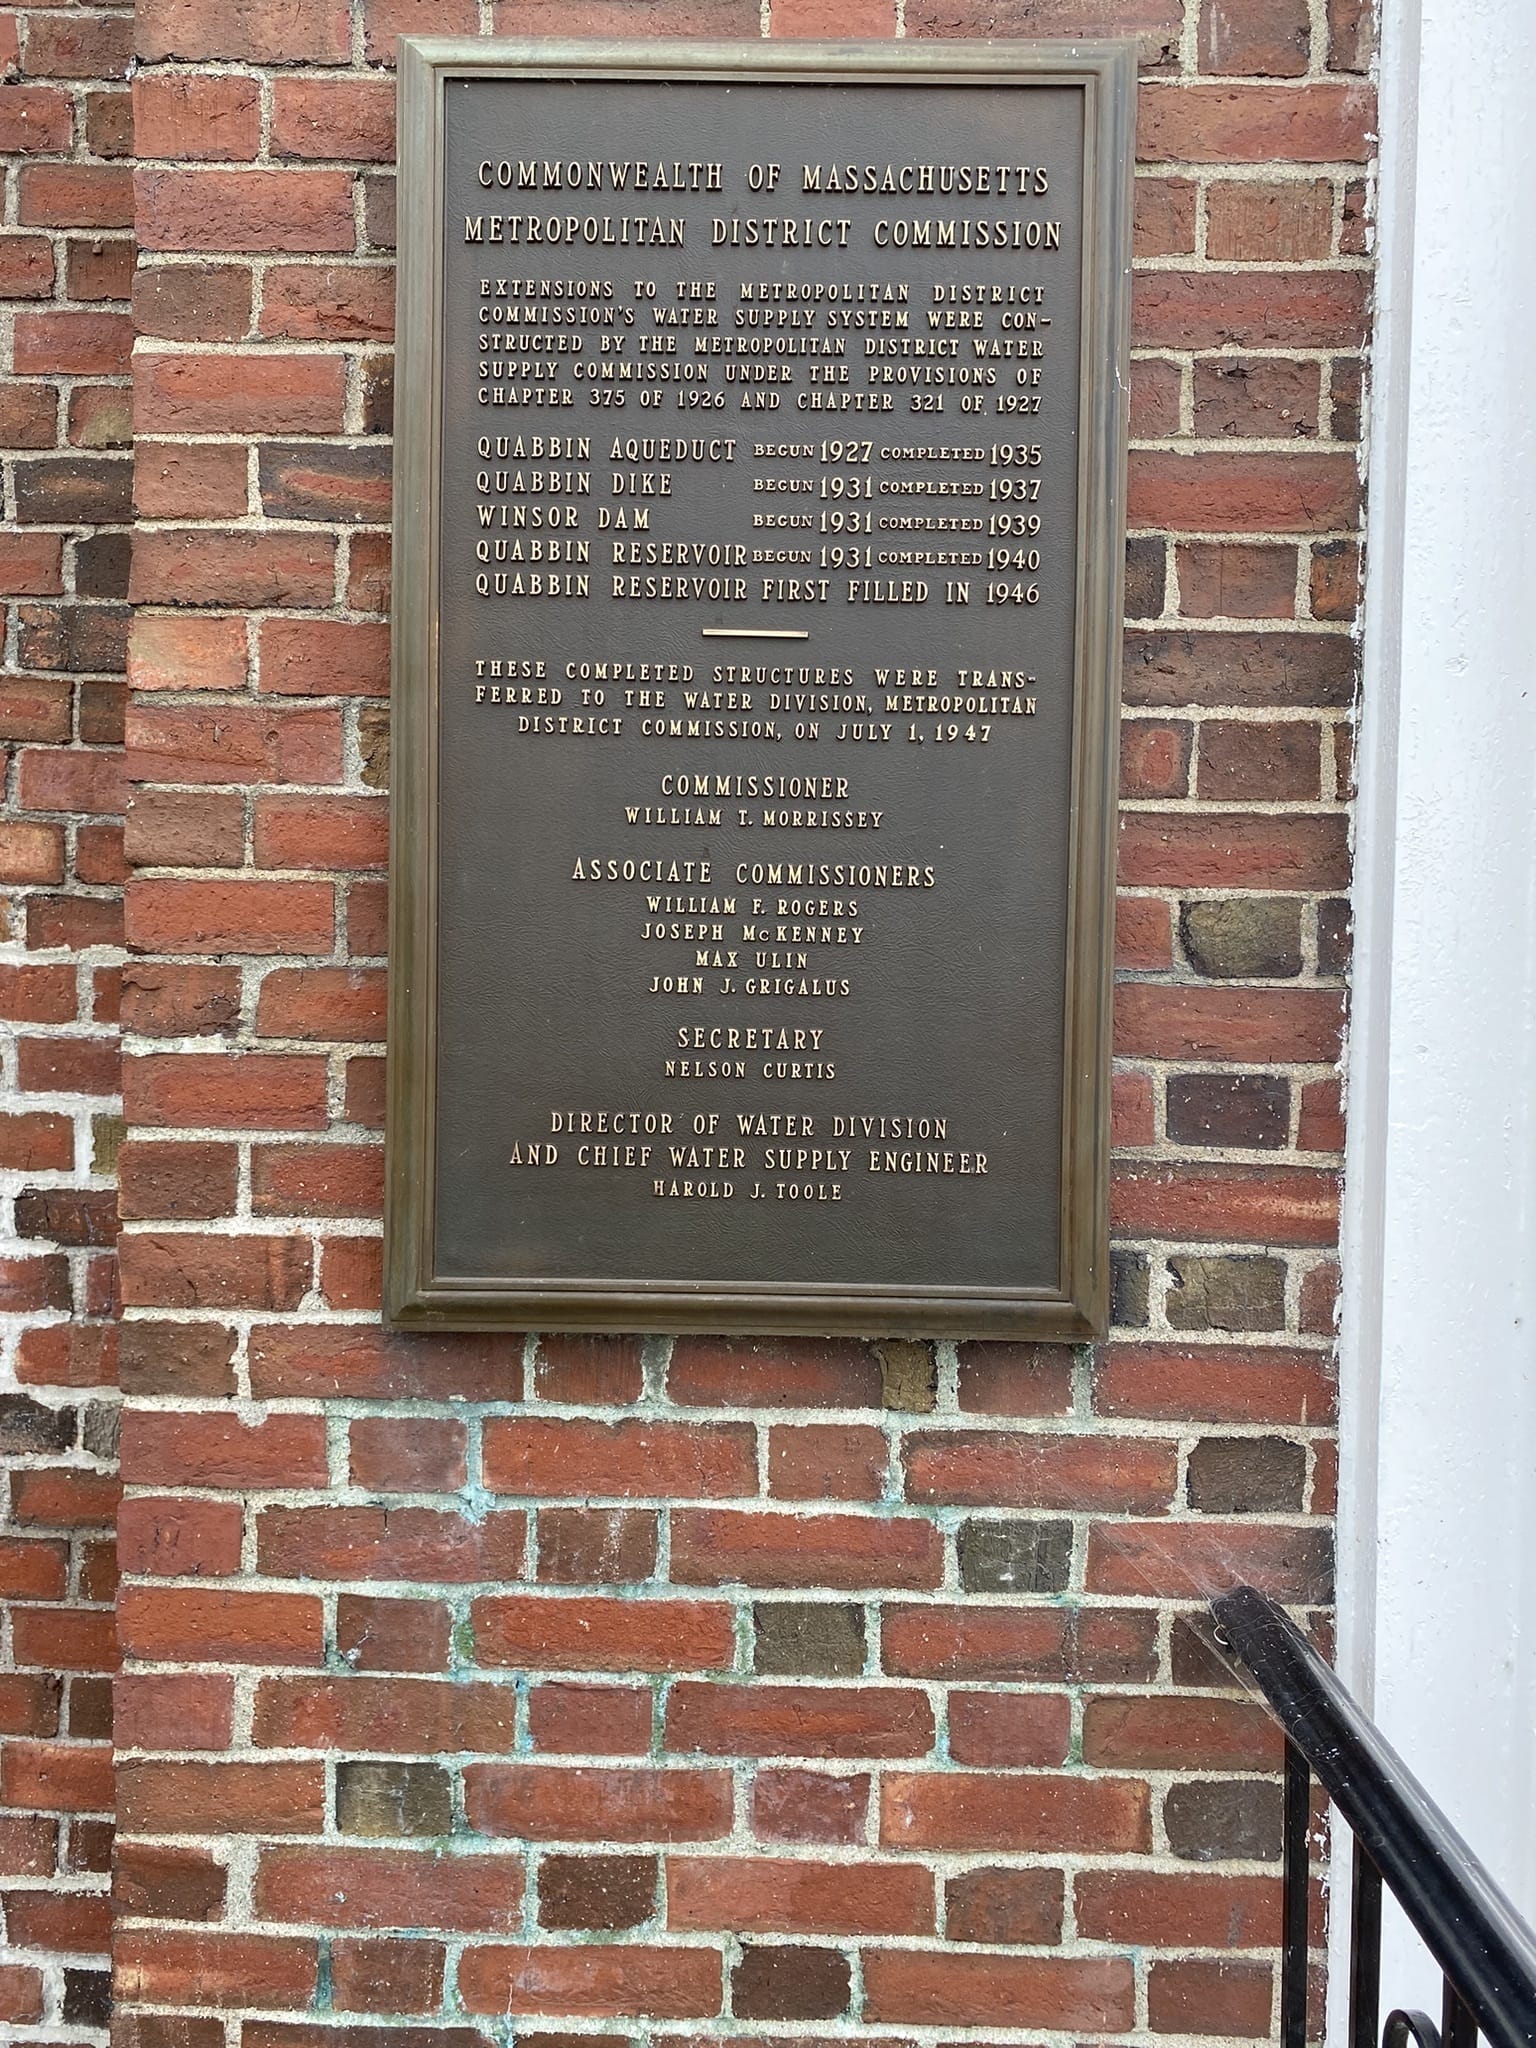 COMMONWEALTH OF MASSACHUSETTS
METROPOLITAN DISTRICT COMMISSION
EXTENSIONS TO THE METROPOLITAN DISTRICT
COMMISSION'S WATER SUPPLY SYSTEM WERE CON-
STRUCTED BY THE METROPOLITAN DISTRICT WATER
SUPPLY COMMISSION UNDER THE PROVISIONS OF
CHAPTER 375 OF 1926 AND CHAPTER 321 OF 1927
QUABBIN AQUEDUCT BEGUN 1927 COMPLETED 1935
QUABBIN DIKE BEGUN 1931 COMPLETED 1937
WINSOR DAM BEGUN 1931 COMPLETED 1939
QUABBIN RESERVOIR BEGUN 1931 COMPLETED 1940
QUABBIN RESERVOIR FIRST FILLED IN 1946
THESE COMPLETED STRUCTURES WERE TRANS-
FERRED TO THE WATER DIVISION, METROPOLITAN
DISTRICT COMMISSION, ON JULY 1, 1947
COMMISSIONER
WILLIAM T. MORRISSEY
ASSOCIATE COMMISSIONERS
WILLIAM F. ROGERS
JOSEPH McKENNEY
MAX ULIN
JOHN J. GRIGALUS
SECRETARY
NELSON CURTIS
DIRECTOR OF WATER DIVISION
AND CHIEF WATER SUPPLY ENGINEER
HAROLD J. TOOLE